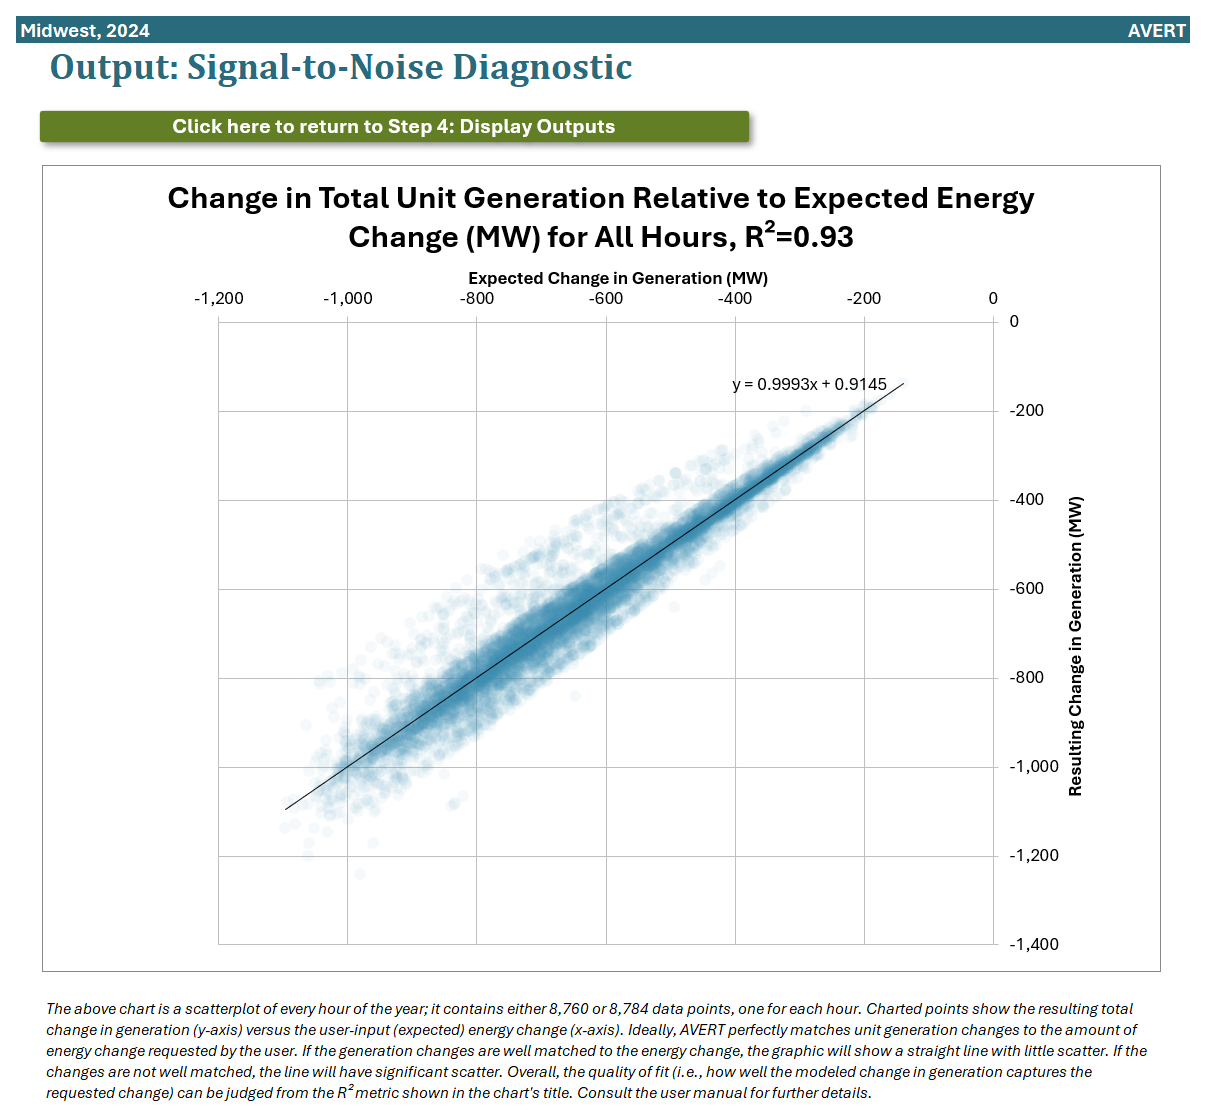 Midwest, 2024
AVERT
Output: Signal-to-Noise Diagnostic
Click here to return to Step 4: Display Outputs
Change in Total Unit Generation Relative to Expected Energy
Change (MW) for All Hours, R²=0.93
Expected Change in Generation (MW)
-1,200 -1,000 -800 -600 -400 -200 0
0
y = 0.9993x + 0.9145
-200
-400
-600
-800
-1,000
-1,200
-1,400
Resulting Change in Generation (MW)
The above chart is a scatterplot of every hour of the year; it contains either 8,760 or 8,784 data points, one for each hour. Charted points show the resulting total
change in generation (y-axis) versus the user-input (expected) energy change (x-axis). Ideally, AVERT perfectly matches unit generation changes to the amount of
energy change requested by the user. If the generation changes are well matched to the energy change, the graphic will show a straight line with little scatter. If the
changes are not well matched, the line will have significant scatter. Overall, the quality of fit (i.e., how well the modeled change in generation captures the
requested change) can be judged from the R² metric shown in the chart's title. Consult the user manual for further details.